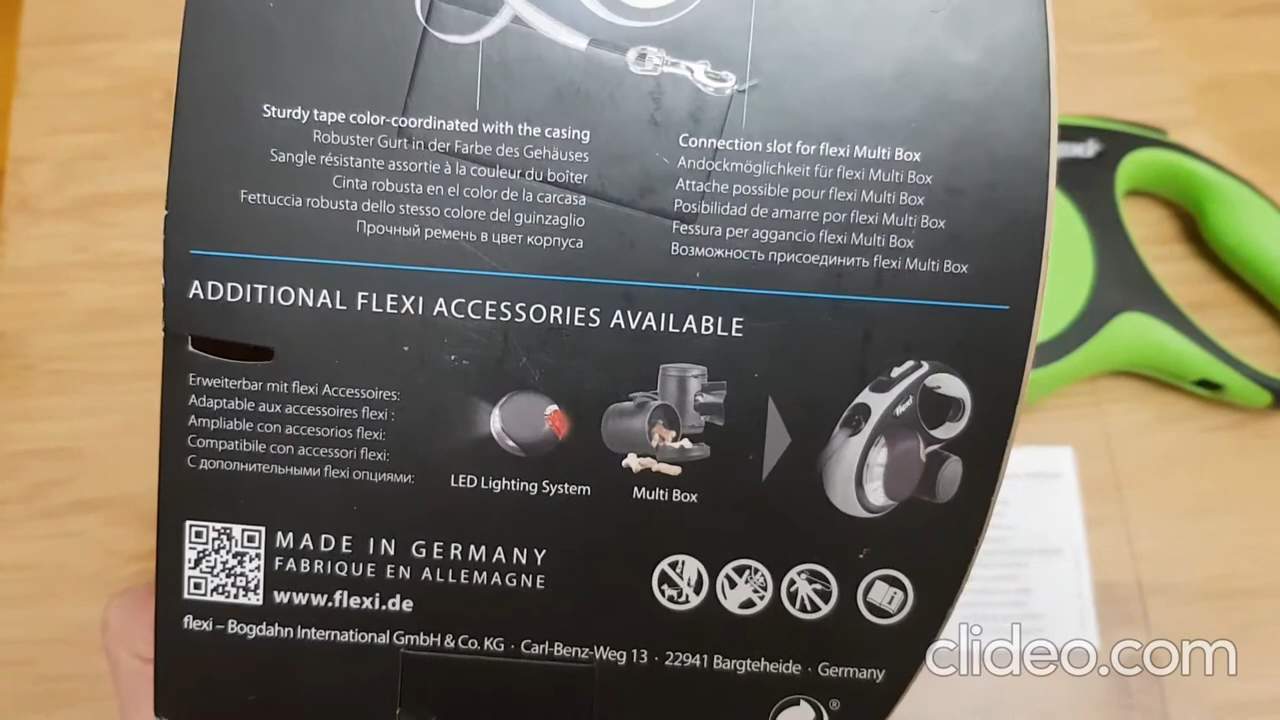 Sturdy tape color-coordinated with the casing
Robuster Gurt in der Farbe des Gehäuses
Sangle résistante assortie à la couleur du boîtier
Cinta robusta en el color de la carcasa
Fettuccia robusta dello stesso colore del guinzaglio
Прочный ремень в цвет корпуса
Connection slot for flexi Multi Box
Andockmöglichkeit für flexi Multi Box
Attache possible pour flexi Multi Box
Posibilidad de amarre por flexi Multi Box
Fessura per aggancio flexi Multi Box
Возможность присоединить flexi Multi Box
ADDITIONAL FLEXI ACCESSORIES AVAILABLE
Erweiterbar mit flexi Accessoires:
Adaptable aux accessoires flexi :
Ampliable con accesorios flexi:
Compatibile con accessori flexi:
С дополнительными flexi опциями:
LED Lighting System
Multi Box
flexi
MADE IN GERMANY
FABRIQUE EN ALLEMAGNE
www.flexi.de
flexi – Bogdahn International GmbH & Co. KG · Carl-Benz-Weg 13 · 22941 Bargteheide · Germany
®
flexi
clideo.com